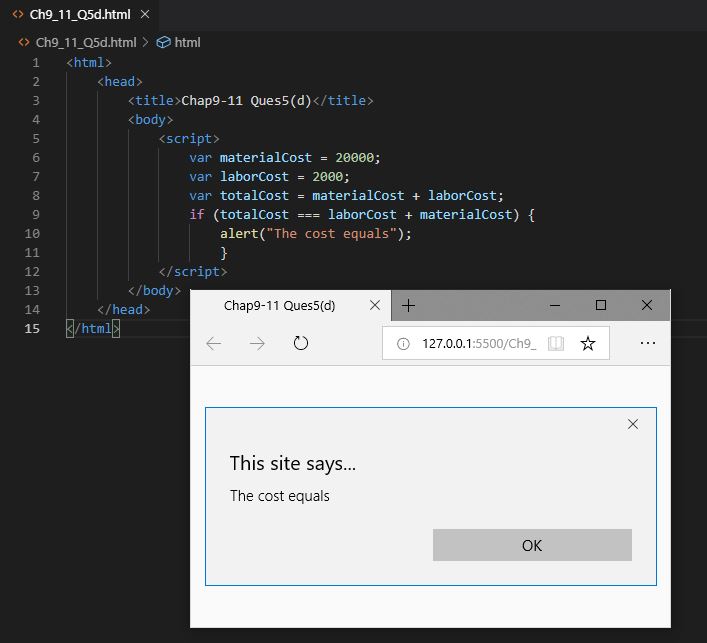 Ch9_11_Q5d.html
Ch9_11_Q5d.html > html
1 <html>
2 <head>
3 <title>Chap9-11 Ques5(d)</title>
4 <body>
5 <script>
6 var materialCost = 20000;
7 var laborCost = 2000;
8 var totalCost = materialCost + laborCost;
9 if (totalCost === laborCost + materialCost) {
10 alert("The cost equals");
11 }
12 </script>
13 </body>
14 </head>
15 </html>
Chap9-11 Ques5(d)
127.0.0.1:5500/Ch9_
This site says...
The cost equals
OK